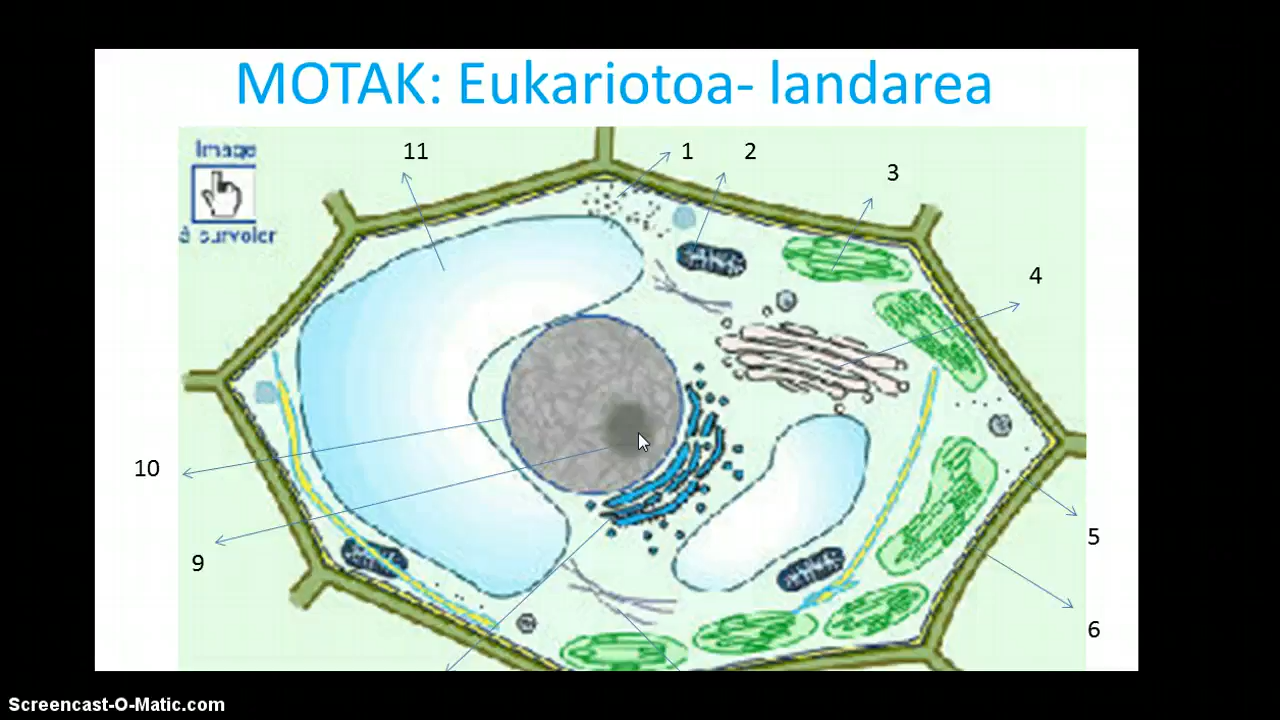 MOTAK: Eukariotoa- landarea
Image
à survoler
11
1
2
3
4
10
9
5
6
Screencast-O-Matic.com